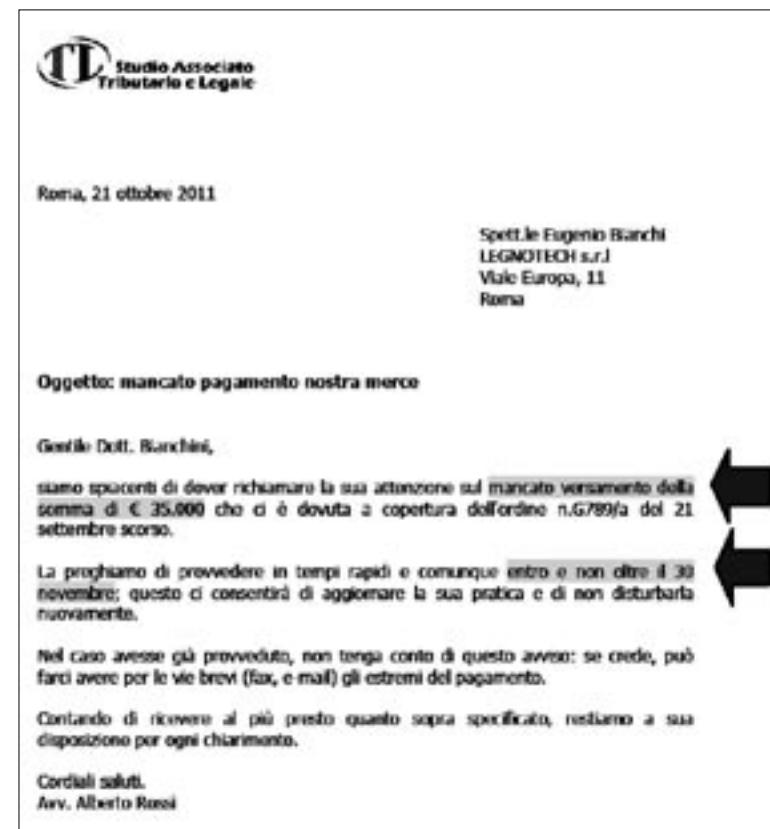 TL Studio Associato
Tributario e Legale
Roma, 21 ottobre 2011
Spett.le Eugenio Bianchi
LEGNOTECH s.r.l
Viale Europa, 11
Roma
Oggetto: mancato pagamento nostra merce
Gentile Dott. Bianchini,
siamo spiacenti di dover richiamare la sua attenzione sul mancato versamento della
somma di € 35.000 che ci è dovuta a copertura dell'ordine n.G789/a del 21
settembre scorso.
La preghiamo di provvedere in tempi rapidi e comunque entro e non oltre il 30
novembre; questo ci consentirà di aggiornare la sua pratica e di non disturbarla
nuovamente.
Nel caso avesse già provveduto, non tenga conto di questo avviso: se crede, può
farci avere per le vie brevi (fax, e-mail) gli estremi del pagamento.
Contando di ricevere al più presto quanto sopra specificato, restiamo a sua
disposizione per ogni chiarimento.
Cordiali saluti.
Avv. Alberto Rossi